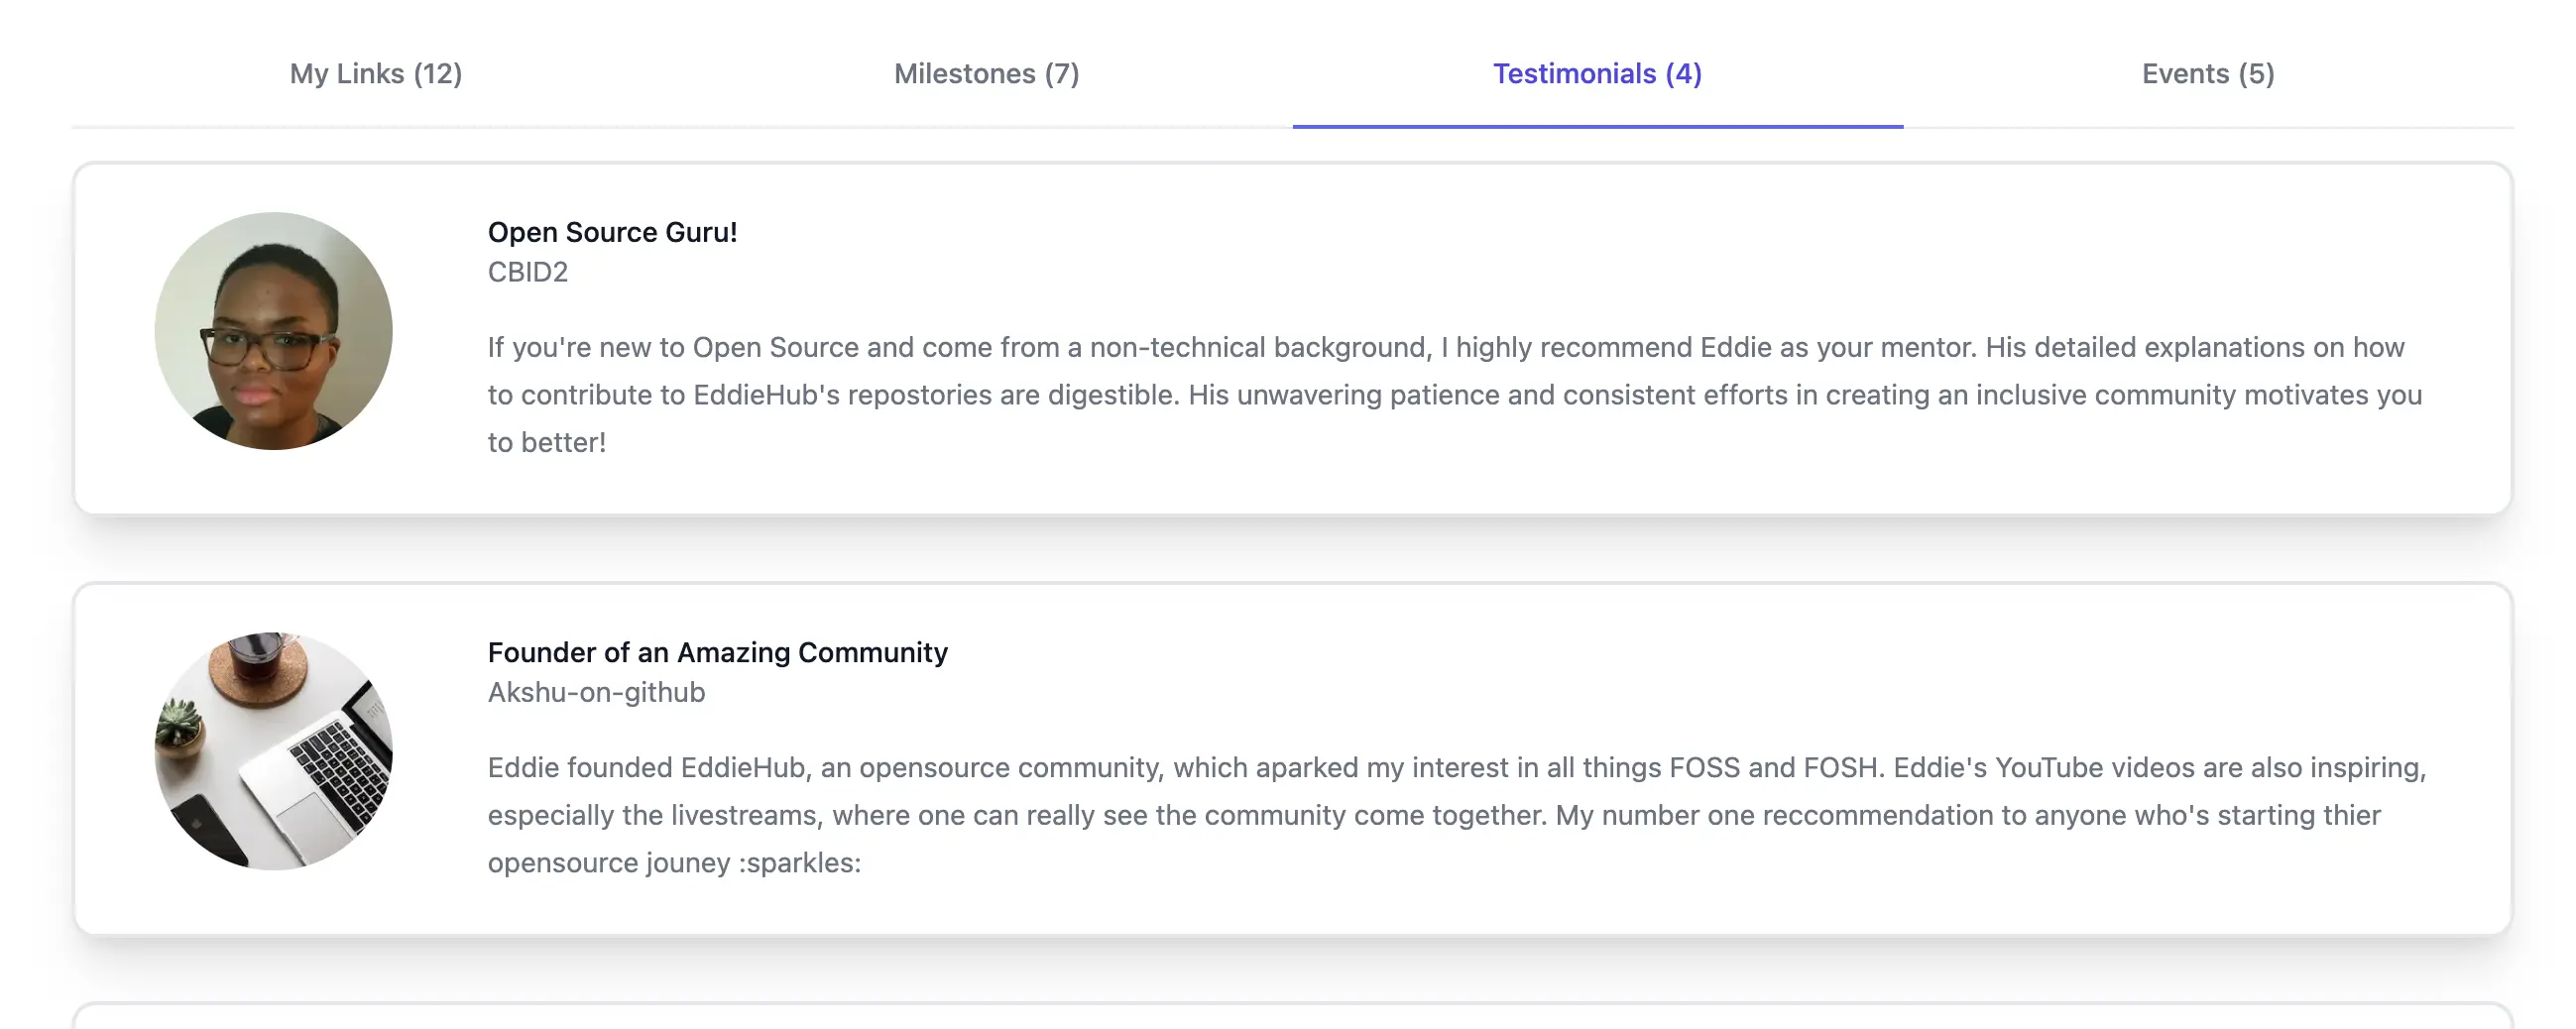 My Links (12)
Milestones (7)
Testimonials (4)
Events (5)
Open Source Guru!
CBID2
If you're new to Open Source and come from a non-technical background, I highly recommend Eddie as your mentor. His detailed explanations on how
to contribute to EddieHub's repostories are digestible. His unwavering patience and consistent efforts in creating an inclusive community motivates you
to better!
Founder of an Amazing Community
Akshu-on-github
Eddie founded EddieHub, an opensource community, which aparked my interest in all things FOSS and FOSH. Eddie's YouTube videos are also inspiring,
especially the livestreams, where one can really see the community come together. My number one reccommendation to anyone who's starting thier
opensource jouney :sparkles: